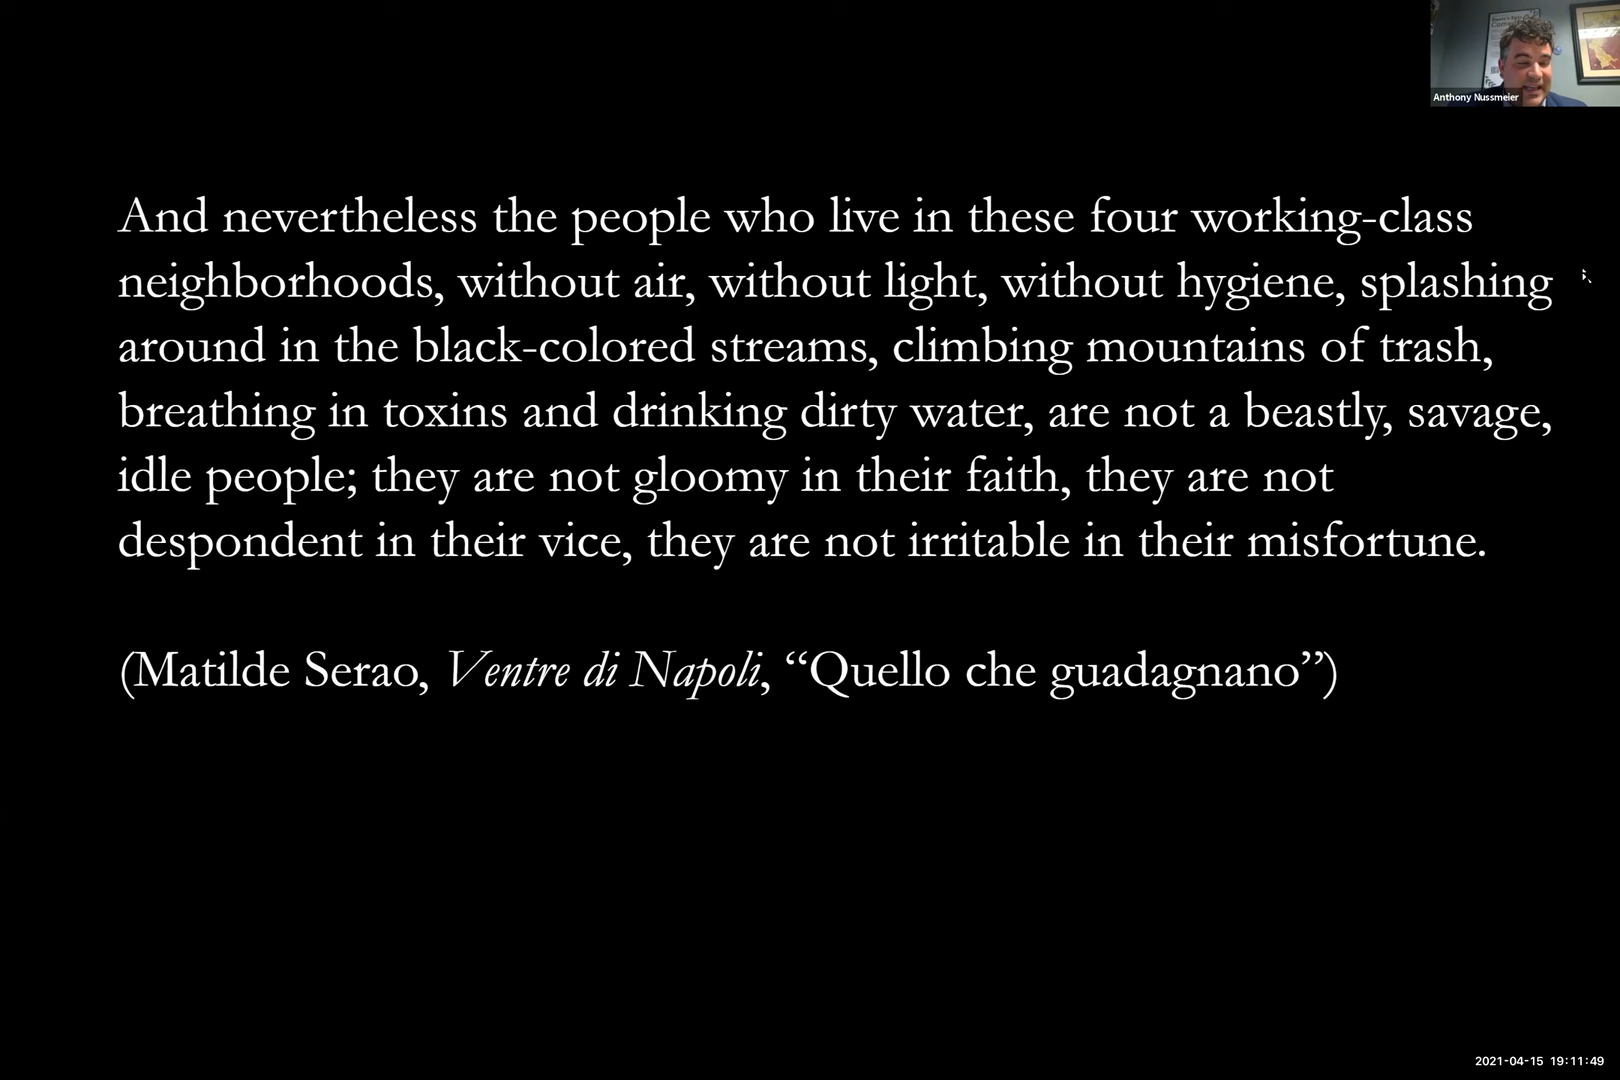 Anthony Nussmeier
And nevertheless the people who live in these four working-class
neighborhoods, without air, without light, without hygiene, splashing
around in the black-colored streams, climbing mountains of trash,
breathing in toxins and drinking dirty water, are not a beastly, savage,
idle people; they are not gloomy in their faith, they are not
despondent in their vice, they are not irritable in their misfortune.
(Matilde Serao, Ventre di Napoli, “Quello che guadagnano”)
2021-04-15 19:11:49